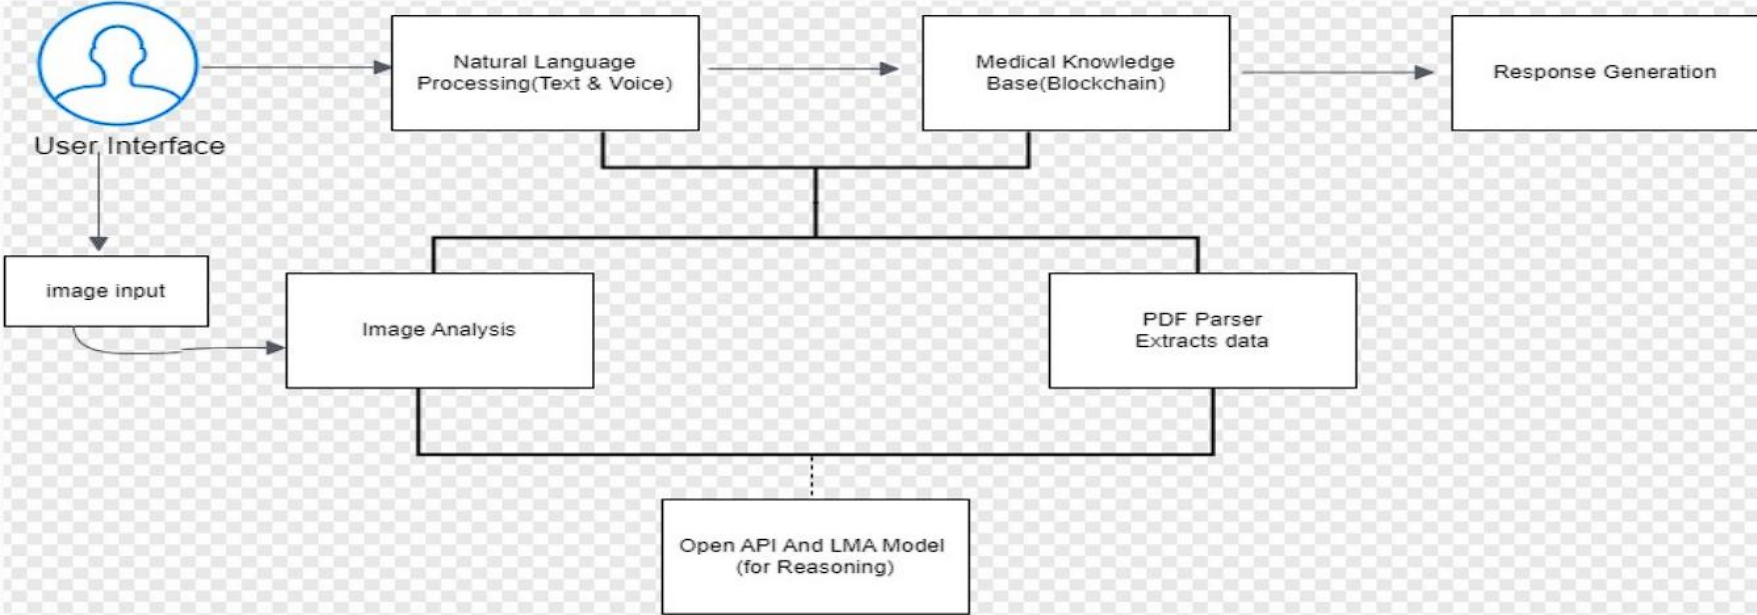 Natural Language
Processing(Text & Voice)
Medical Knowledge
Base(Blockchain)
Response Generation
User Interface
image input
Image Analysis
PDF Parser
Extracts data
Open API And LMA Model
(for Reasoning)